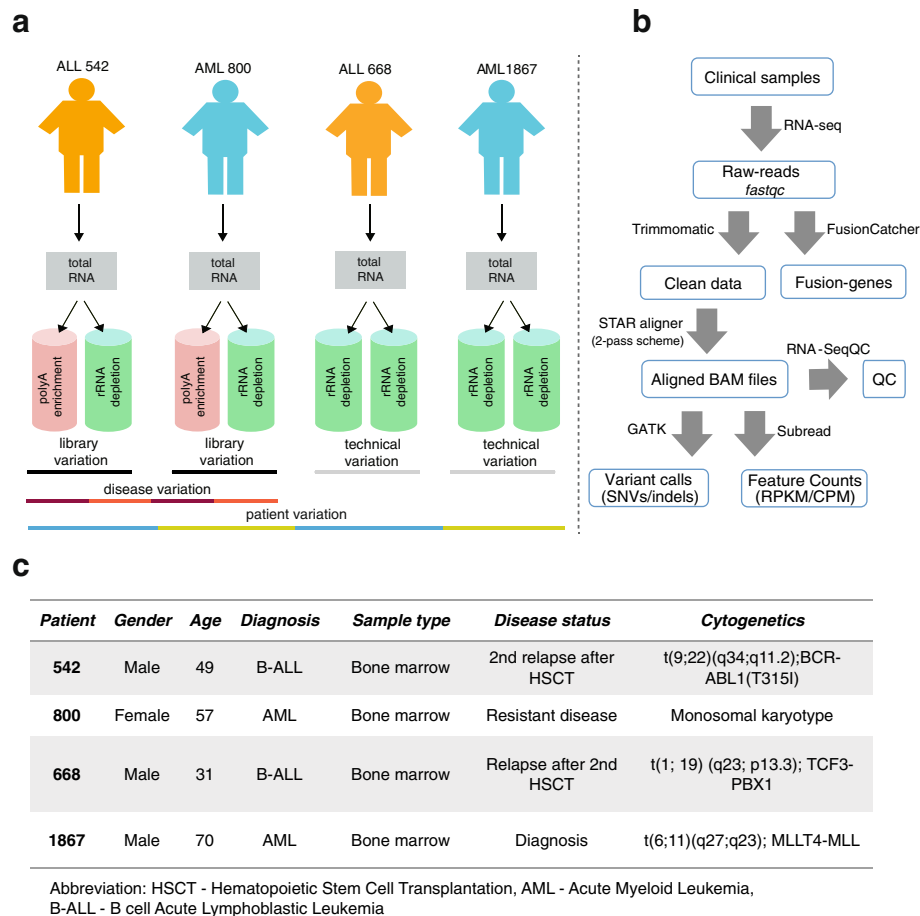 a
ALL 542
AML 800
ALL 668
AML1867
total
RNA
total
RNA
total
RNA
total
RNA
polyA
enrichment
rRNA
depletion
polyA
enrichment
rRNA
depletion
rRNA
depletion
rRNA
depletion
rRNA
depletion
rRNA
depletion
library
variation
library
variation
technical
variation
technical
variation
disease variation
patient variation
b
Clinical samples
RNA-seq
Raw-reads
fastqc
Trimmomatic
FusionCatcher
Clean data
Fusion-genes
STAR aligner
(2-pass scheme)
RNA-SeqQC
Aligned BAM files
QC
GATK
Subread
Variant calls
(SNVs/indels)
Feature Counts
(RPKM/CPM)
c
Patient Gender Age Diagnosis Sample type Disease status Cytogenetics
542 Male 49 B-ALL Bone marrow 2nd relapse after HSCT t(9;22)(q34;q11.2);BCR-ABL1(T315I)
800 Female 57 AML Bone marrow Resistant disease Monosomal karyotype
668 Male 31 B-ALL Bone marrow Relapse after 2nd HSCT t(1; 19) (q23; p13.3); TCF3-PBX1
1867 Male 70 AML Bone marrow Diagnosis t(6;11)(q27;q23); MLLT4-MLL
Abbreviation: HSCT - Hematopoietic Stem Cell Transplantation, AML - Acute Myeloid Leukemia,
B-ALL - B cell Acute Lymphoblastic Leukemia